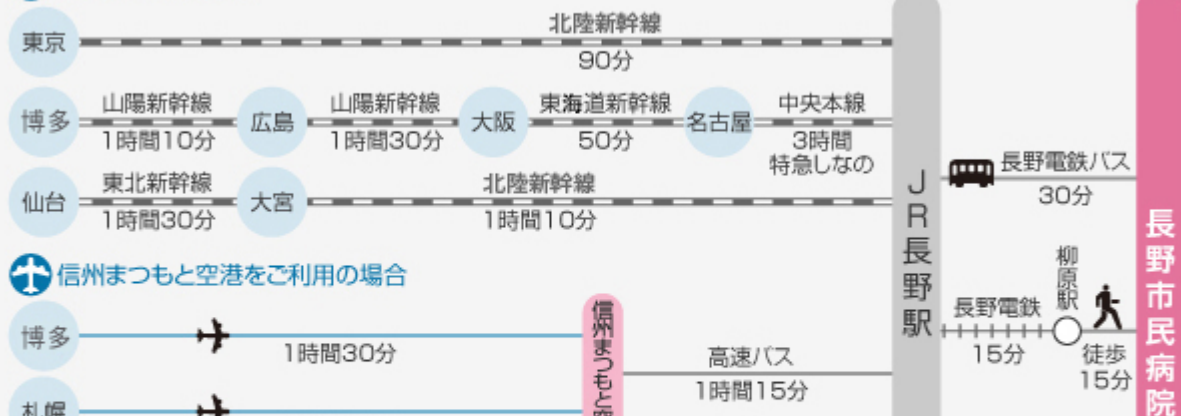 東京
北陸新幹線
90分
博多
山陽新幹線
1時間10分
広島
山陽新幹線
1時間30分
大阪
東海道新幹線
50分
名古屋
中央本線
3時間
特急しなの
仙台
東北新幹線
1時間30分
大宮
北陸新幹線
1時間10分
JR長野駅
長野電鉄バス
30分
長野電鉄
15分
柳原駅
徒歩
15分
長野市民病院
信州まつもと空港をご利用の場合
博多
1時間30分
札幌
信州まつもと空
高速バス
1時間15分